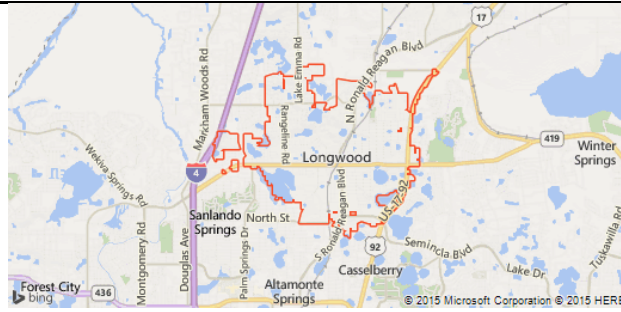 17
Markham Woods Rd
Lake Emma Rd
N Ronald Reagan Blvd
Rangeline Rd
419
Winter
Springs
Longwood
4
Wekiva Springs Rd
US-17-92
Sanlando
Springs
North St
S Ronald Reagan Blvd
Tuskawilla Rd
Montgomery Rd
Douglas Ave
Palm Springs Dr
92
Seminola Blvd
Lake Dr
Casselberry
Forest City
436
Altamonte
Springs
bing
© 2015 Microsoft Corporation © 2015 HERE